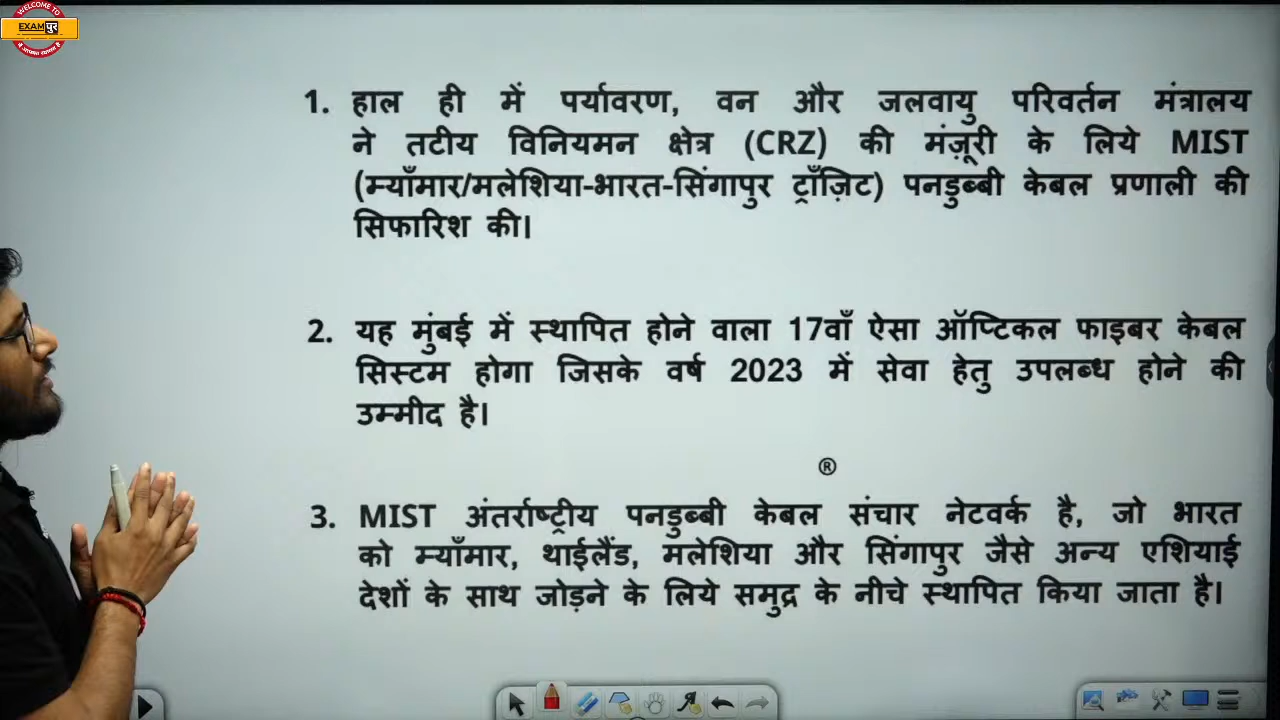 WELCOME TO
EXAMपुर
1. हाल ही में पर्यावरण, वन और जलवायु परिवर्तन मंत्रालय
ने तटीय विनियमन क्षेत्र (CRZ) की मंज़ूरी के लिये MIST
(म्याँमार/मलेशिया-भारत-सिंगापुर ट्राँज़िट) पनडुब्बी केबल प्रणाली की
सिफारिश की।
2. यह मुंबई में स्थापित होने वाला 17वाँ ऐसा ऑप्टिकल फाइबर केबल
सिस्टम होगा जिसके वर्ष 2023 में सेवा हेतु उपलब्ध होने की
उम्मीद है।
®
3. MIST अंतर्राष्ट्रीय पनडुब्बी केबल संचार नेटवर्क है, जो भारत
को म्याँमार, थाईलैंड, मलेशिया और सिंगापुर जैसे अन्य एशियाई
देशों के साथ जोड़ने के लिये समुद्र के नीचे स्थापित किया जाता है।